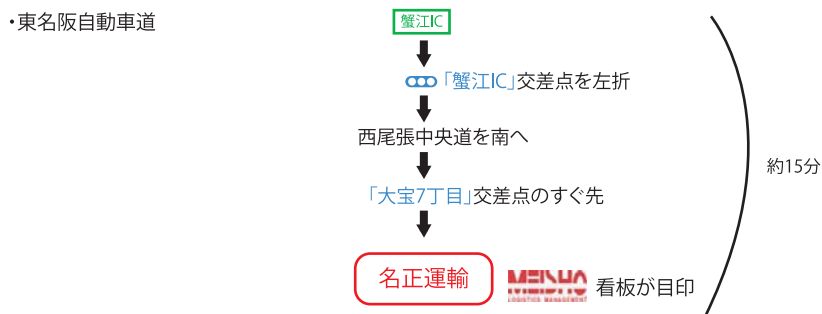 ・東名阪自動車道
蟹江IC
「蟹江IC」交差点を左折
西尾張中央道を南へ
「大宝7丁目」交差点のすぐ先
約15分
名正運輸
MEISHO
LOGISTICS MANAGEMENT
看板が目印